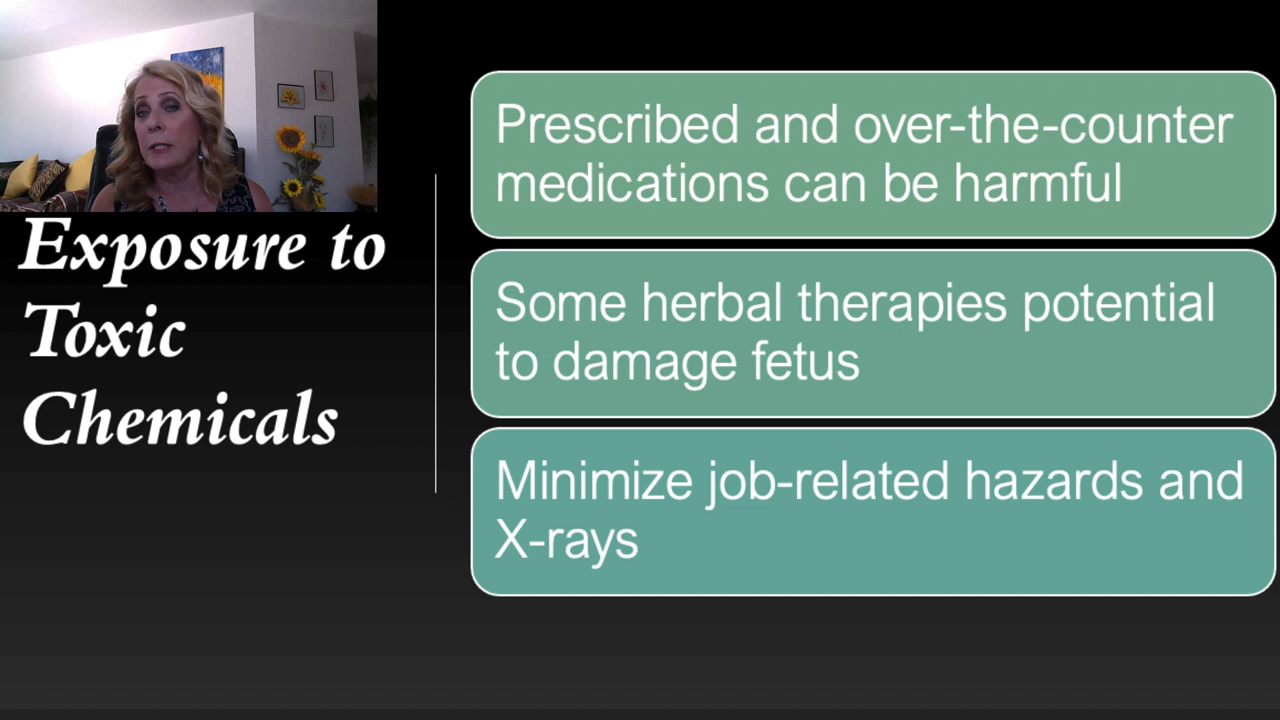 Exposure to
Toxic
Chemicals
Prescribed and over-the-counter
medications can be harmful
Some herbal therapies potential
to damage fetus
Minimize job-related hazards and
X-rays